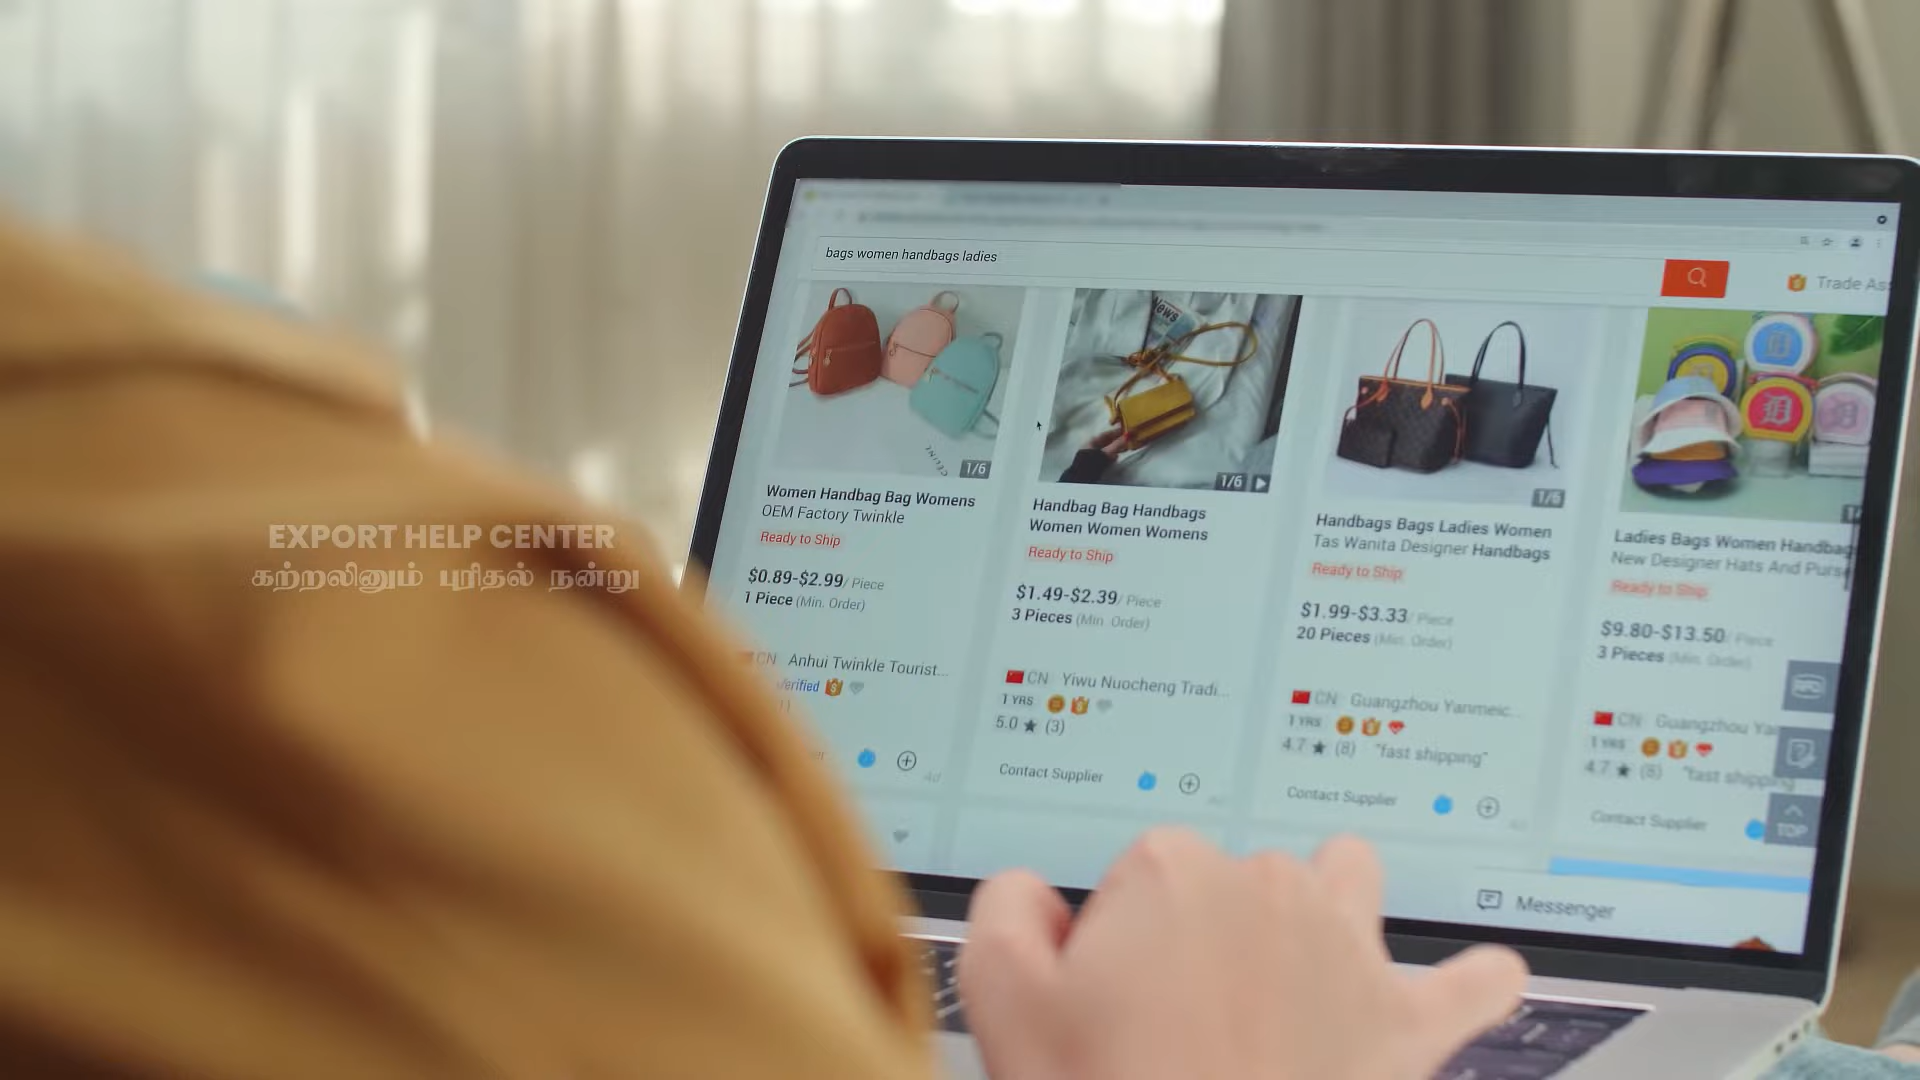 bags women handbags ladies
Trade As
News
CELINE
1/6
1/6
1/6
Women Handbag Bag Womens
OEM Factory Twinkle
Ready to Ship
$0.89-$2.99/ Piece
1 Piece (Min. Order)
CN Anhui Twinkle Tourist...
Verified
4d
Handbag Bag Handbags
Women Women Womens
Ready to Ship
$1.49-$2.39/ Piece
3 Pieces (Min. Order)
CN Yiwu Nuocheng Tradi...
1 YRS
5.0 ★ (3)
Contact Supplier
Handbags Bags Ladies Women
Tas Wanita Designer Handbags
Ready to Ship
$1.99-$3.33/ Piece
20 Pieces (Min. Order)
CN Guangzhou Yanmeic...
1 YRS
4.7 ★ (8) "fast shipping"
Contact Supplier
Ladies Bags Women Handbag
New Designer Hats And Purse
Ready to Ship
$9.80-$13.50/ Piece
3 Pieces (Min. Order)
CN Guangzhou Ya
1 YRS
4.7 ★ (8) "fast shipping"
Contact Supplier
TOP
Messenger
EXPORT HELP CENTER
கற்றலினும் புரிதல் நன்று